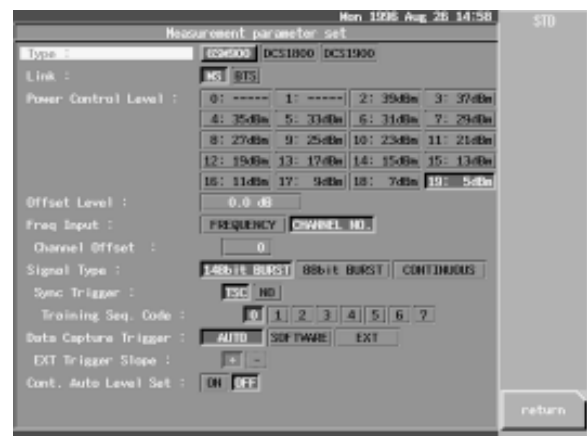 Mon 1996 Aug 26 14:58
STD
Measurement parameter set
Type : GSM900 DCS1800 DCS1900
Link : MS BTS
Power Control Level : 0: ----- 1: ----- 2: 39dBm 3: 37dBm
4: 35dBm 5: 33dBm 6: 31dBm 7: 29dBm
8: 27dBm 9: 25dBm 10: 23dBm 11: 21dBm
12: 19dBm 13: 17dBm 14: 15dBm 15: 13dBm
16: 11dBm 17: 9dBm 18: 7dBm 19: 5dBm
Offset Level : 0.0 dB
Freq Input : FREQUENCY CHANNEL NO.
Channel Offset : 0
Signal Type : 148bit BURST 88bit BURST CONTINUOUS
Sync Trigger : TSC NO
Training Seq. Code : 0 1 2 3 4 5 6 7
Data Capture Trigger : AUTO SOFTWARE EXT
EXT Trigger Slope : + -
Cont. Auto Level Set : ON OFF
return